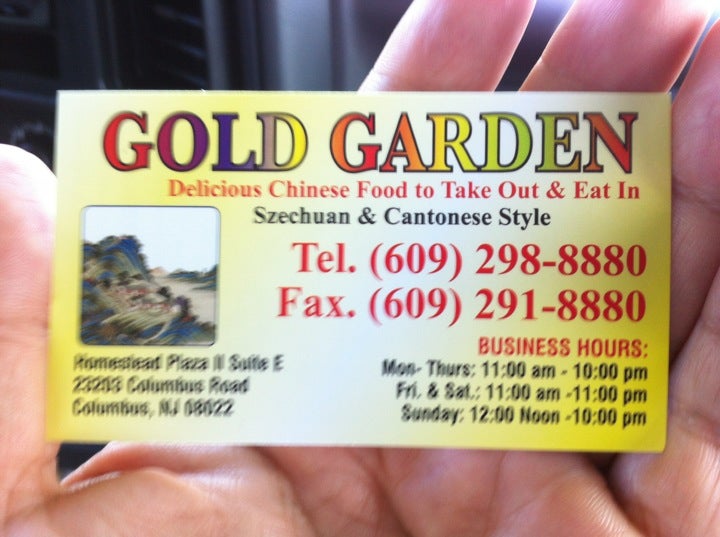 GOLD GARDEN
Delicious Chinese Food to Take Out & Eat In
Szechuan & Cantonese Style
Tel. (609) 298-8880
Fax. (609) 291-8880
Homestead Plaza II Suite E
23203 Columbus Road
Columbus, NJ 08022
BUSINESS HOURS:
Mon- Thurs: 11:00 am - 10:00 pm
Fri. & Sat.: 11:00 am -11:00 pm
Sunday: 12:00 Noon -10:00 pm